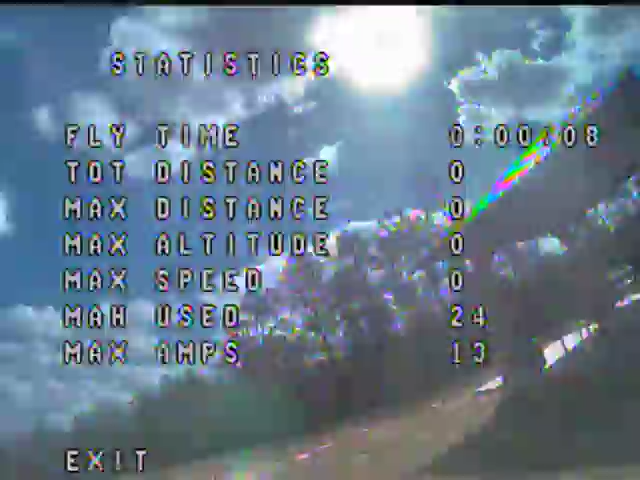 STATISTICS
FLY TIME 0:00:08
TOT DISTANCE 0
MAX DISTANCE 0
MAX ALTITUDE 0
MAX SPEED 0
MAH USED 24
MAX AMPS 13
EXIT